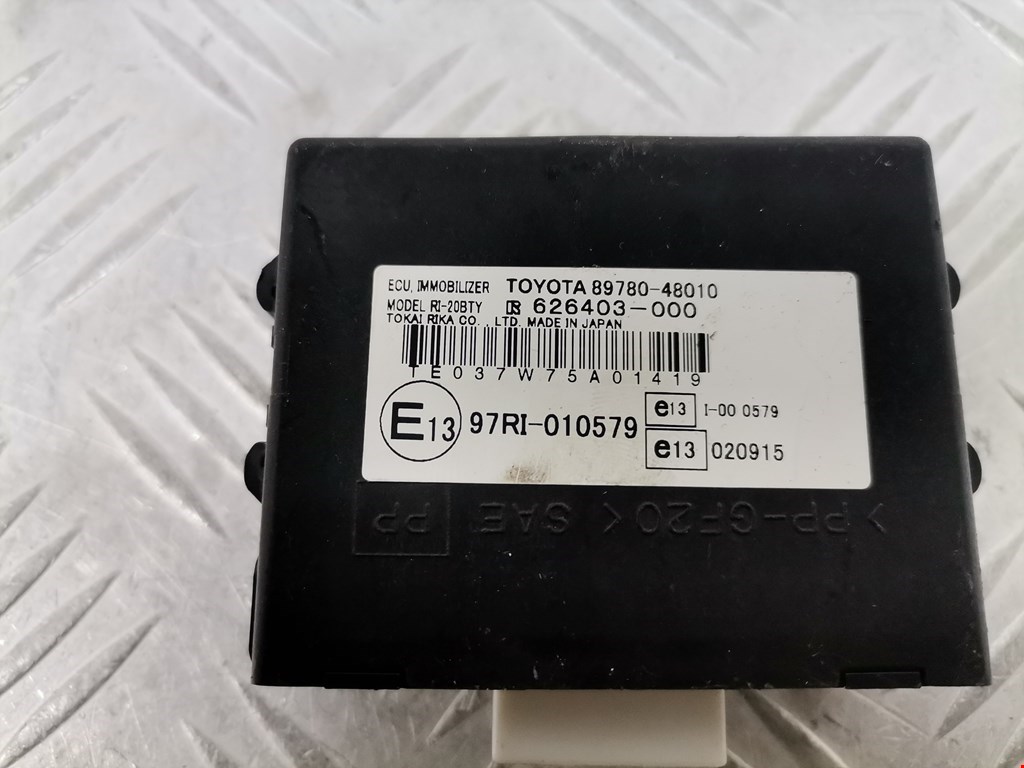 ECU, IMMOBILIZER TOYOTA 89780-48010
MODEL RI-20BTY 626403-000
TOKAI RIKA CO., LTD. MADE IN JAPAN
TE037W75A01419
E13 97RI-010579
e13 I-00 0579
e13 020915
>PP-GF20< SAE PP